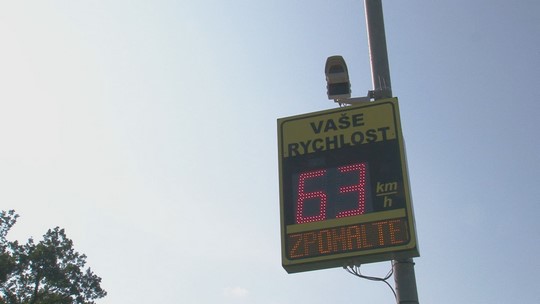 VAŠE
RYCHLOST
63 km/h
ZPOMALTE